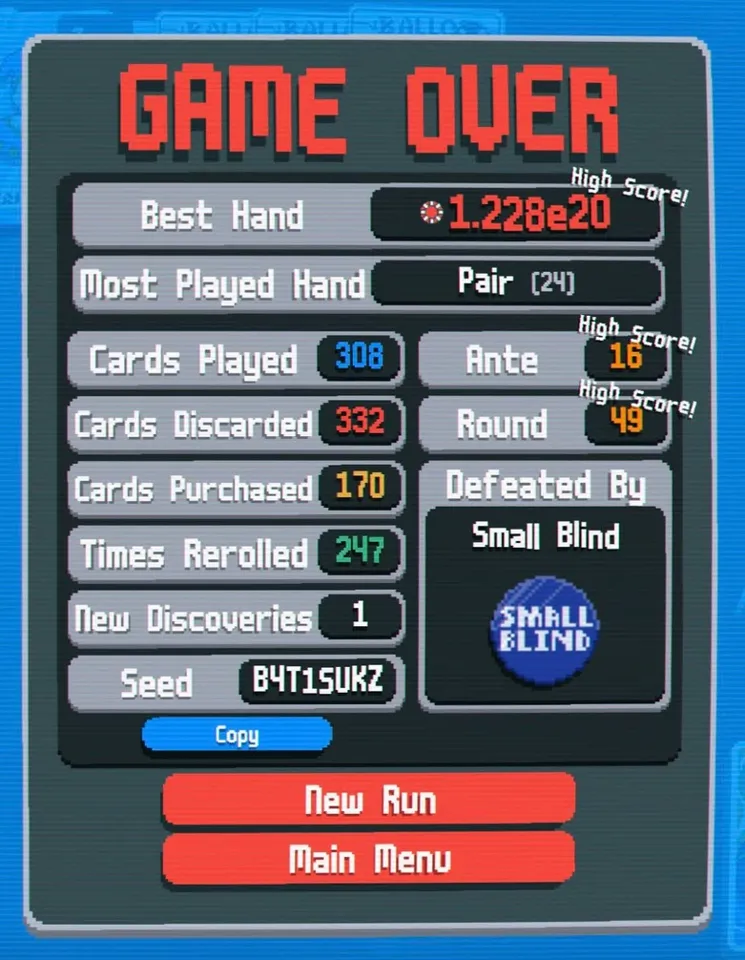 GAME OVER
Best Hand
1.228e20
High Score!
Most Played Hand
Pair (24)
Cards Played
308
Cards Discarded
332
Cards Purchased
170
Times Rerolled
247
New Discoveries
1
Seed
B4T1SUKZ
Copy
Ante
16
High Score!
Round
49
High Score!
Defeated By
Small Blind
SMALL
BLIND
New Run
Main Menu